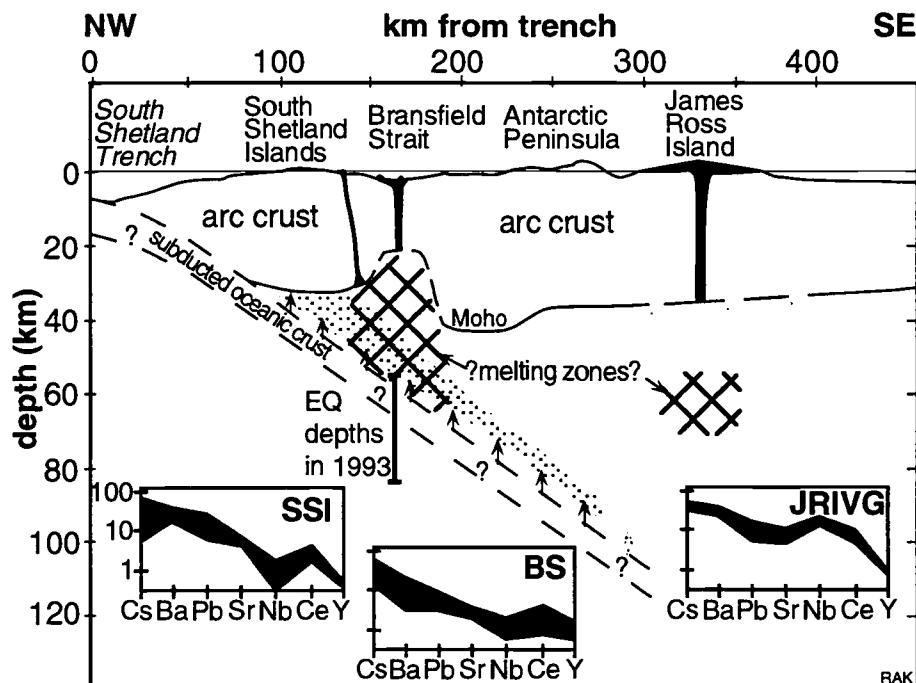 NW km from trench SE
0 100 200 300 400
South
Shetland
Trench
South
Shetland
Islands
Bransfield
Strait
Antarctic
Peninsula
James
Ross
Island
depth (km)
0
20
40
60
80
100
120
arc crust
arc crust
? subducted oceanic crust
Moho
?melting zones?
?
?
?
EQ
depths
in 1993
100
10
1
SSI
Cs Ba Pb Sr Nb Ce Y
BS
Cs Ba Pb Sr Nb Ce Y
JRIVG
Cs Ba Pb Sr Nb Ce Y
RAK